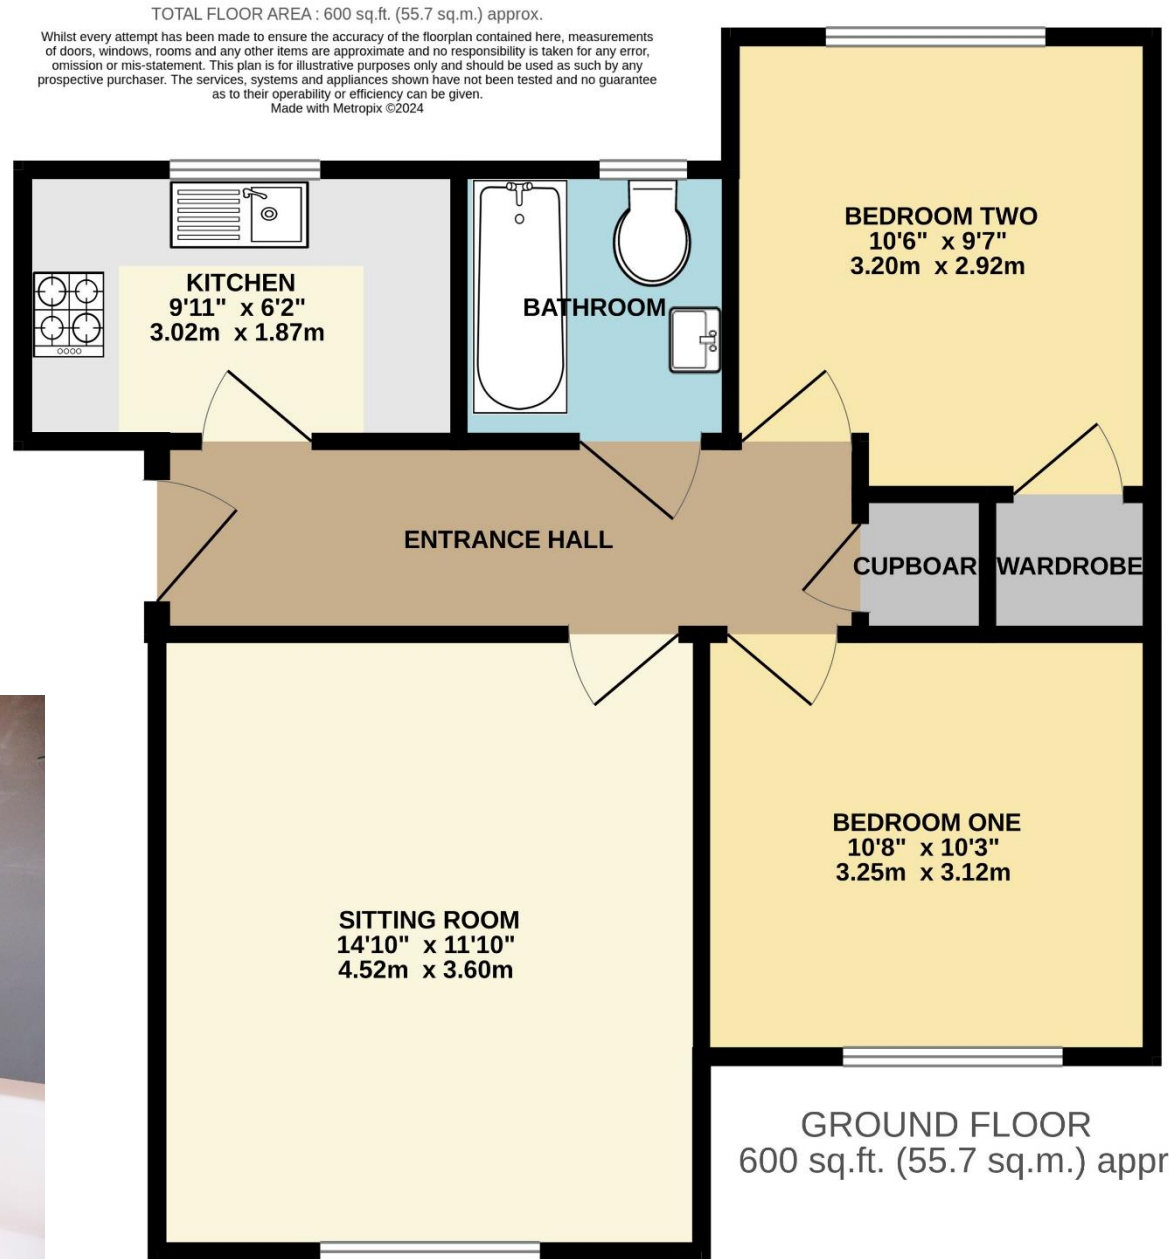 TOTAL FLOOR AREA : 600 sq.ft. (55.7 sq.m.) approx.
Whilst every attempt has been made to ensure the accuracy of the floorplan contained here, measurements
of doors, windows, rooms and any other items are approximate and no responsibility is taken for any error,
omission or mis-statement. This plan is for illustrative purposes only and should be used as such by any
prospective purchaser. The services, systems and appliances shown have not been tested and no guarantee
as to their operability or efficiency can be given.
Made with Metropix ©2024
BEDROOM TWO
10'6" x 9'7"
3.20m x 2.92m
KITCHEN
9'11" x 6'2"
3.02m x 1.87m
BATHROOM
ENTRANCE HALL
CUPBOAR
WARDROBE
BEDROOM ONE
10'8" x 10'3"
3.25m x 3.12m
SITTING ROOM
14'10" x 11'10"
4.52m x 3.60m
GROUND FLOOR
600 sq.ft. (55.7 sq.m.) appr